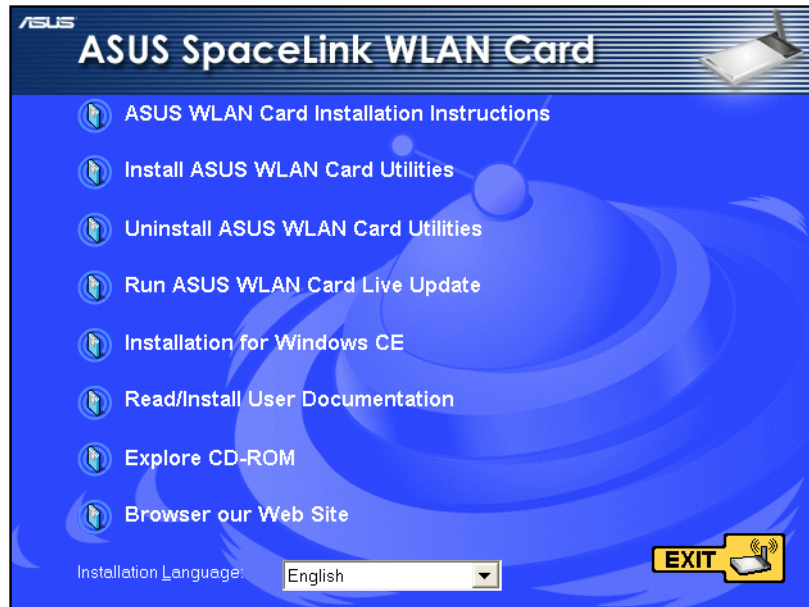 ASUS
ASUS SpaceLink WLAN Card
ASUS WLAN Card Installation Instructions
Install ASUS WLAN Card Utilities
Uninstall ASUS WLAN Card Utilities
Run ASUS WLAN Card Live Update
Installation for Windows CE
Read/Install User Documentation
Explore CD-ROM
Browser our Web Site
EXIT
Installation Language: English